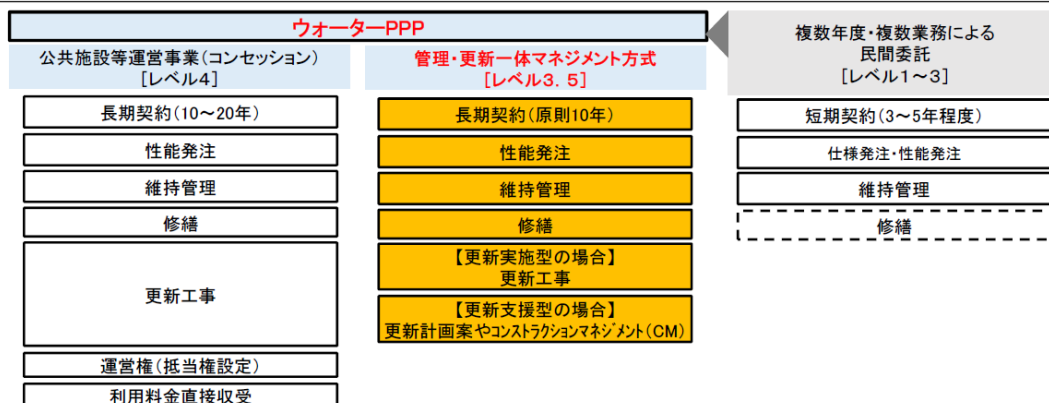 ウォーターPPP
公共施設等運営事業(コンセッション)
[レベル4]
長期契約(10～20年)
性能発注
維持管理
修繕
更新工事
運営権(抵当権設定)
利用料金直接収受
管理・更新一体マネジメント方式
[レベル3．5]
長期契約(原則10年)
性能発注
維持管理
修繕
【更新実施型の場合】
更新工事
【更新支援型の場合】
更新計画案やコンストラクションマネジメント(CM)
複数年度・複数業務による
民間委託
[レベル1～3]
短期契約(3～5年程度)
仕様発注・性能発注
維持管理
修繕